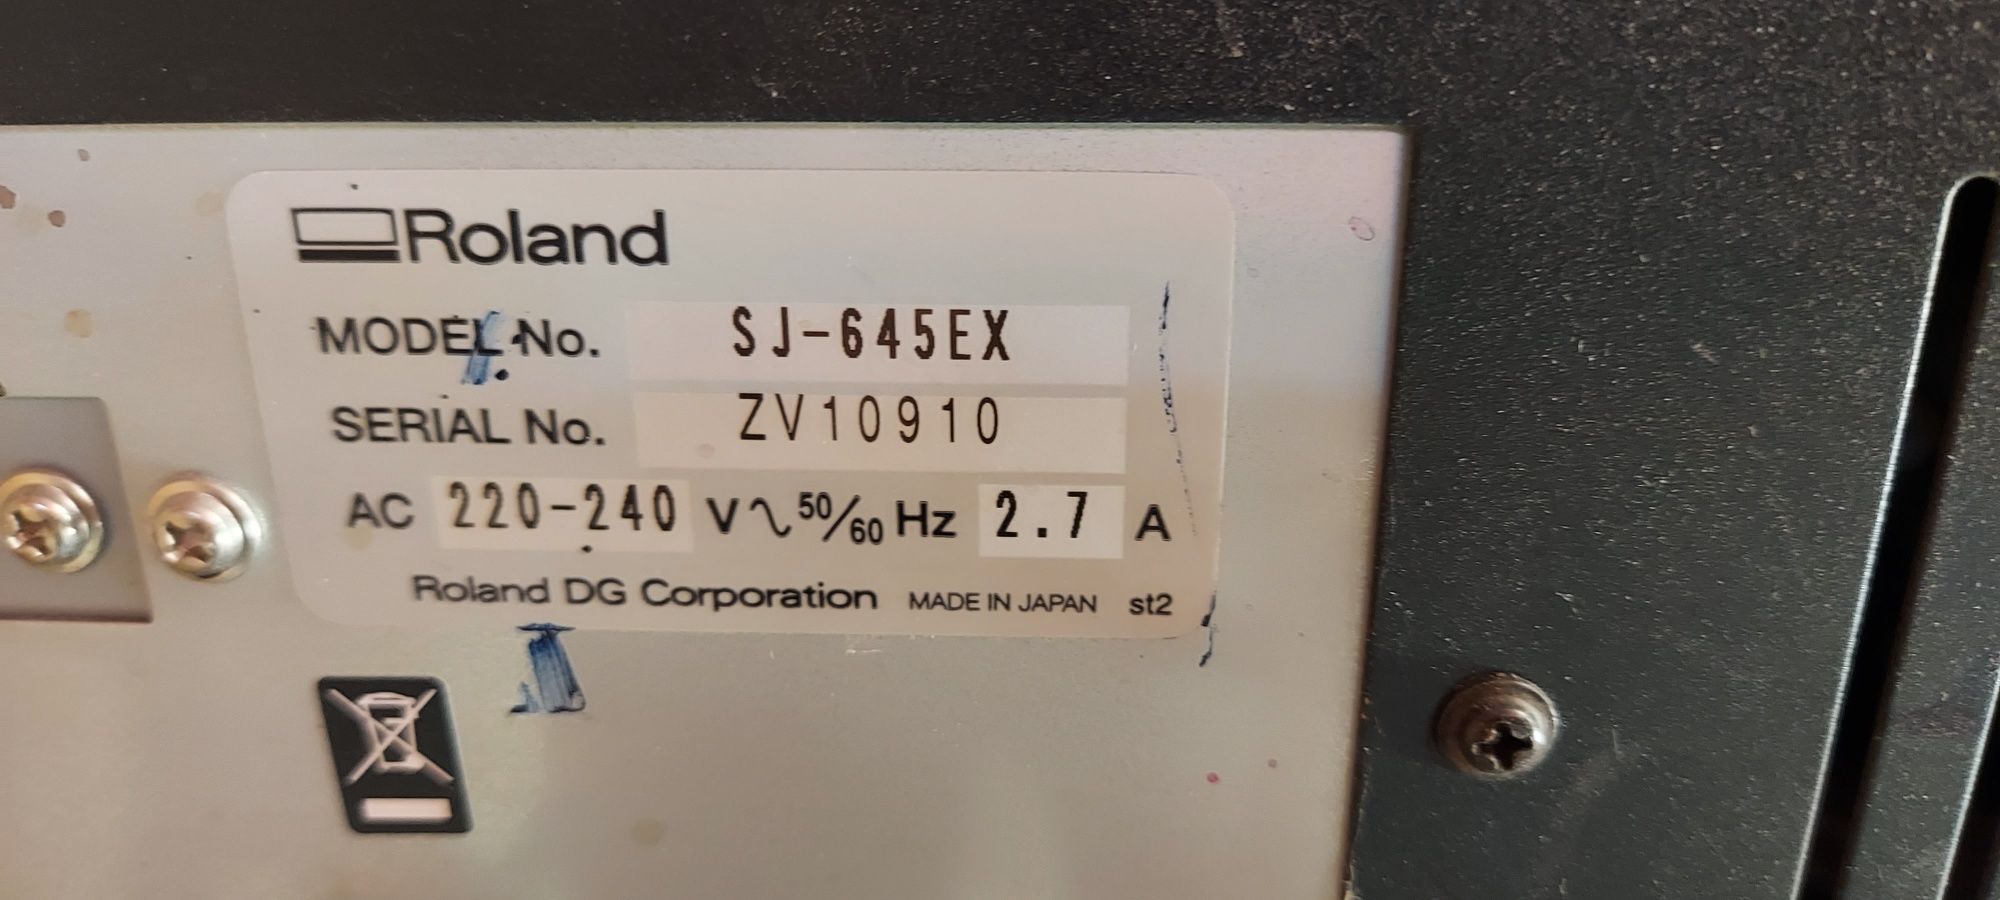 Roland
MODEL No. SJ-645EX
SERIAL No. ZV10910
AC 220-240 V∿ 50/60 Hz 2.7 A
Roland DG Corporation MADE IN JAPAN st2